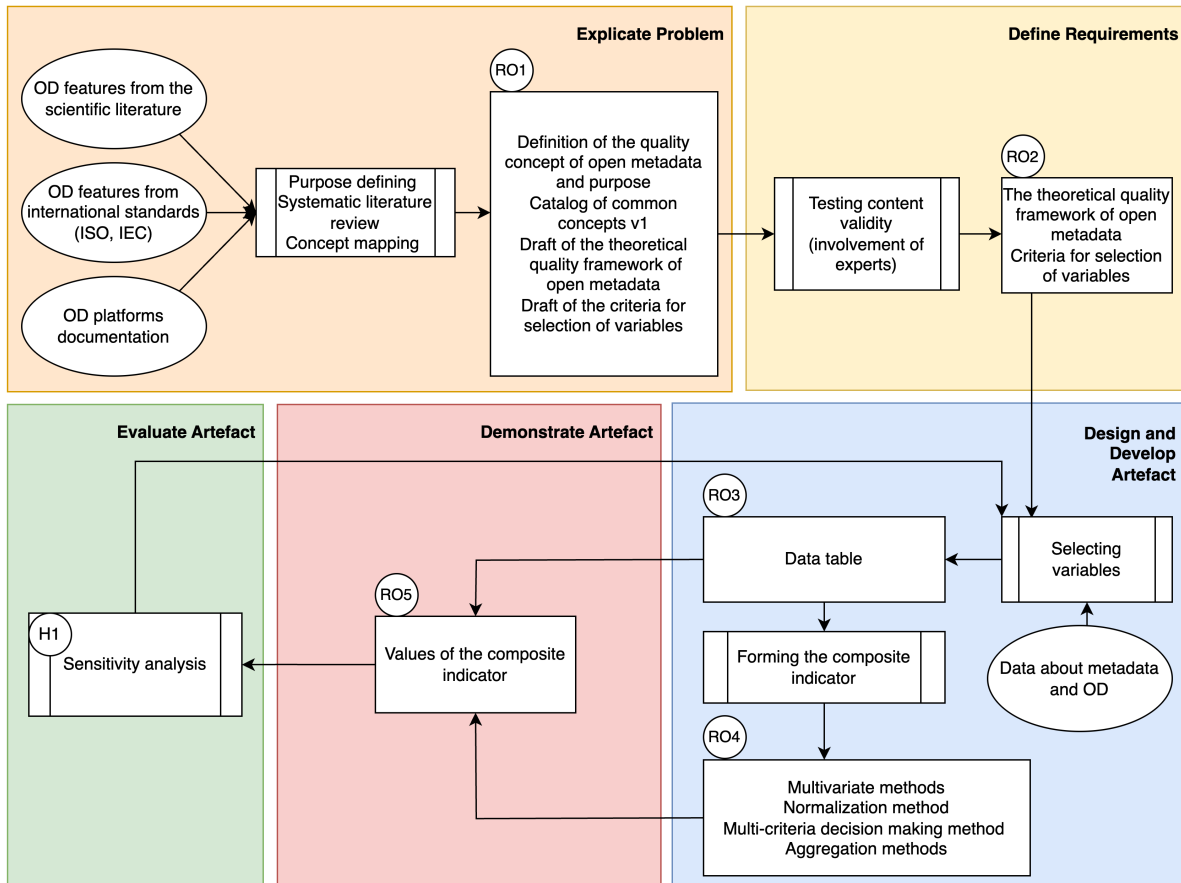 Explicate Problem
OD features from the
scientific literature
OD features from
international standards
(ISO, IEC)
OD platforms
documentation
Purpose defining
Systematic literature
review
Concept mapping
RO1
Definition of the quality
concept of open metadata
and purpose
Catalog of common
concepts v1
Draft of the theoretical
quality framework of
open metadata
Draft of the criteria for
selection of variables
Define Requirements
Testing content
validity
(involvement of
experts)
RO2
The theoretical quality
framework of open
metadata
Criteria for selection
of variables
Evaluate Artefact
H1
Sensitivity analysis
Demonstrate Artefact
RO5
Values of the composite
indicator
Design and
Develop
Artefact
RO3
Data table
Selecting
variables
Forming the composite
indicator
Data about metadata
and OD
RO4
Multivariate methods
Normalization method
Multi-criteria decision making method
Aggregation methods